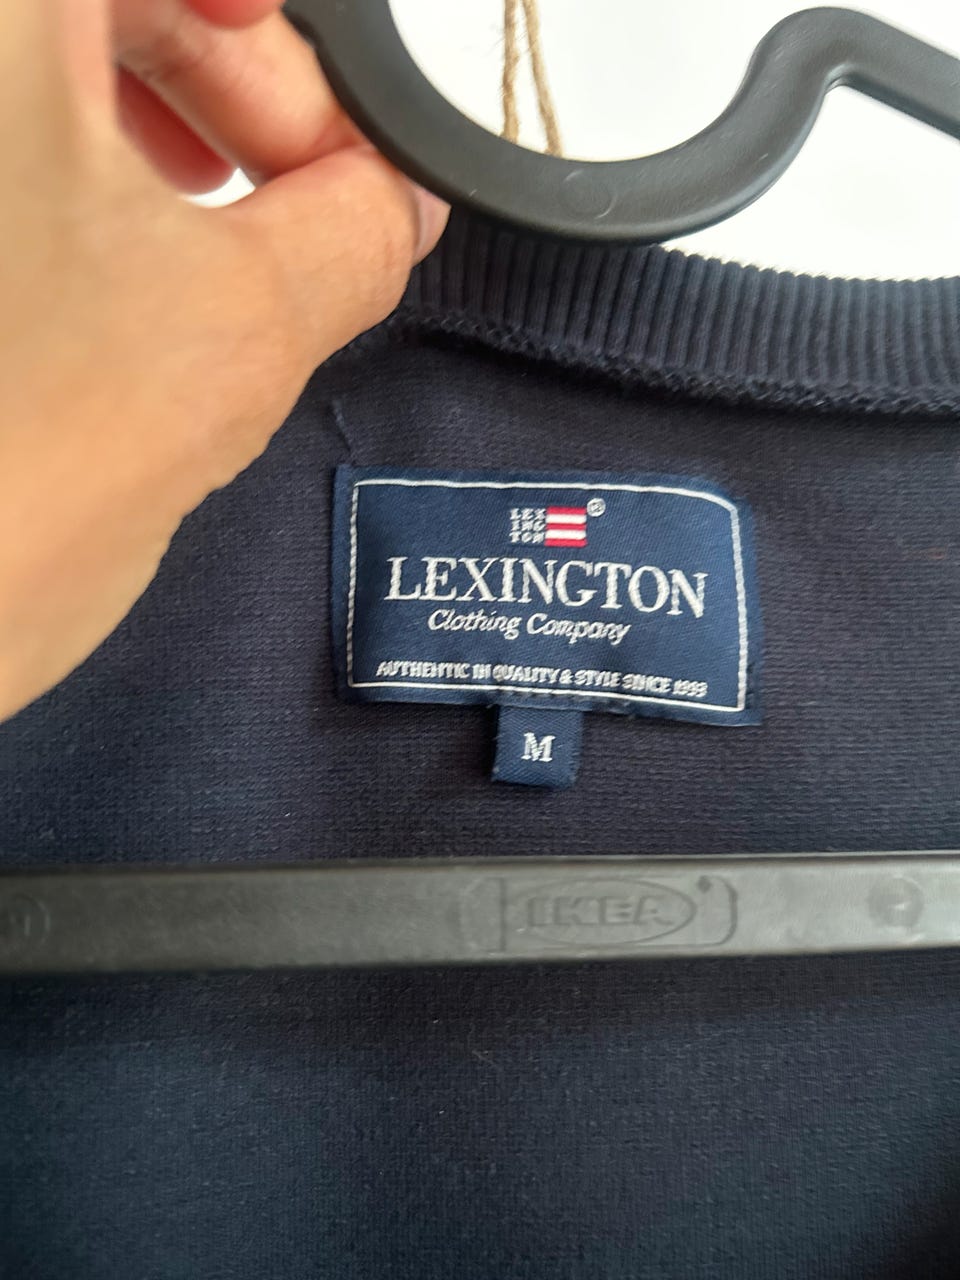 LEX
ING
TON
®
LEXINGTON
Clothing Company
AUTHENTIC IN QUALITY & STYLE SINCE 1993
M
IKEA